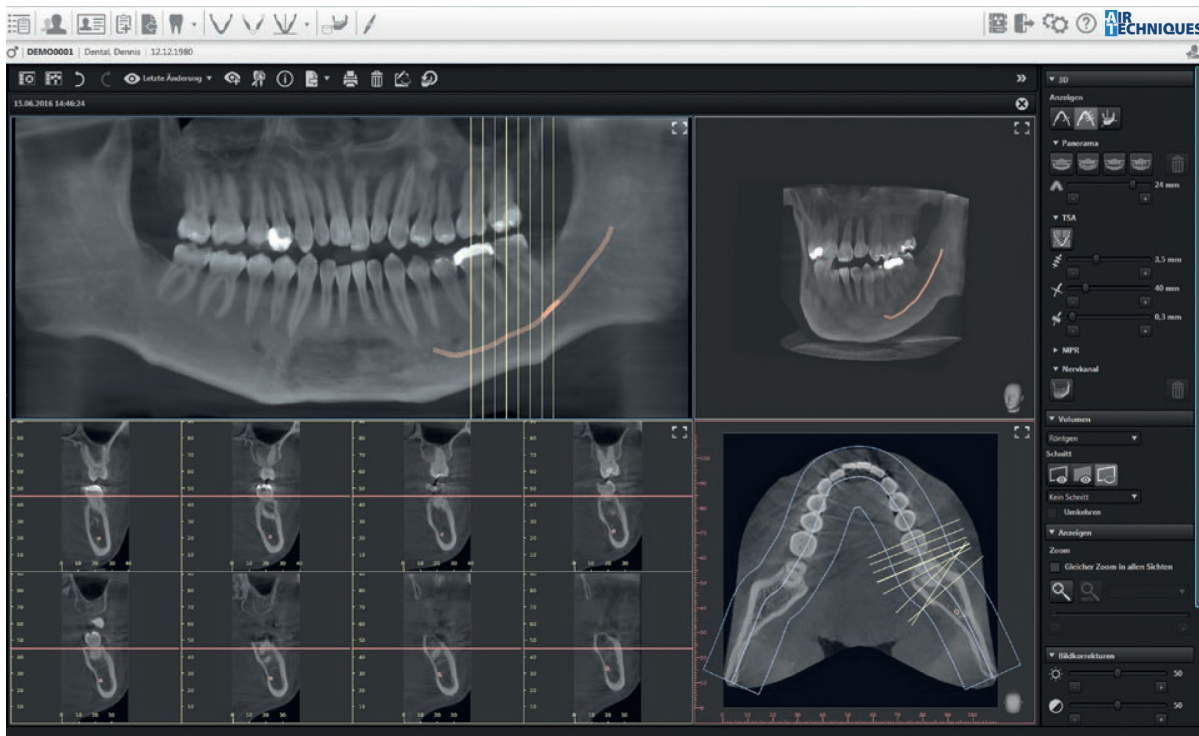 AIR
TECHNIQUES
DEMO0001 | Dental, Dennis | 12.12.1980
Letzte Änderung
15.06.2016 14:46:24
3D
Anzeigen
Panorama
24 mm
TSA
3,5 mm
40 mm
0,3 mm
MPR
Nervkanal
Volumen
Röntgen
Schnitt
Kein Schnitt
Umkehren
Anzeigen
Zoom
Gleicher Zoom in allen Sichten
Bildkorrekturen
50
50